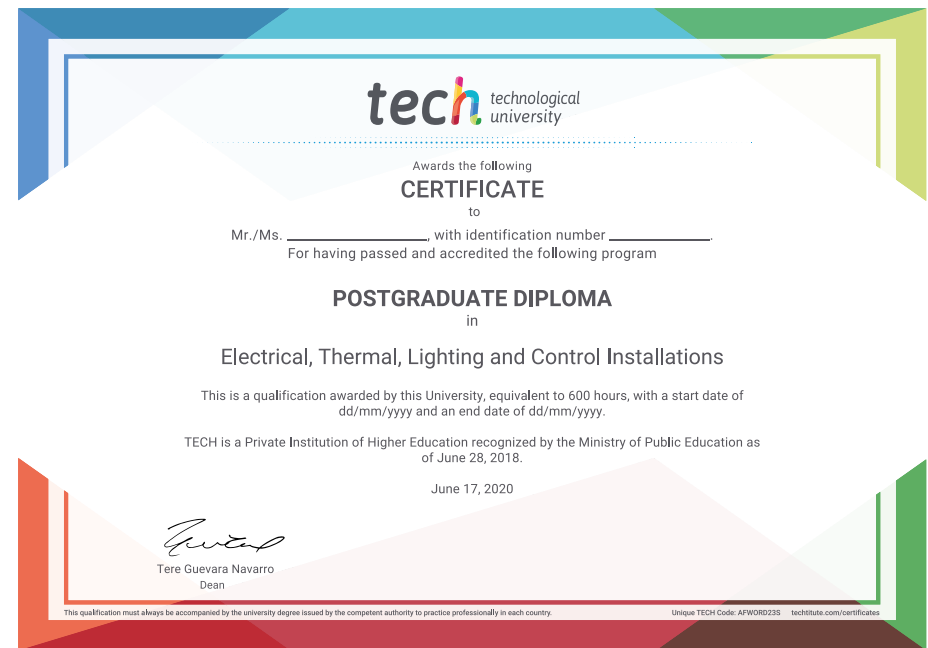 tech technological
university
Awards the following
CERTIFICATE
to
Mr./Ms. ____________________, with identification number ______________.
For having passed and accredited the following program
POSTGRADUATE DIPLOMA
in
Electrical, Thermal, Lighting and Control Installations
This is a qualification awarded by this University, equivalent to 600 hours, with a start date of
dd/mm/yyyy and an end date of dd/mm/yyyy.
TECH is a Private Institution of Higher Education recognized by the Ministry of Public Education as
of June 28, 2018.
June 17, 2020
Tere Guevara Navarro
Dean
This qualification must always be accompanied by the university degree issued by the competent authority to practice professionally in each country. Unique TECH Code: AFWORD23S techtitute.com/certificates